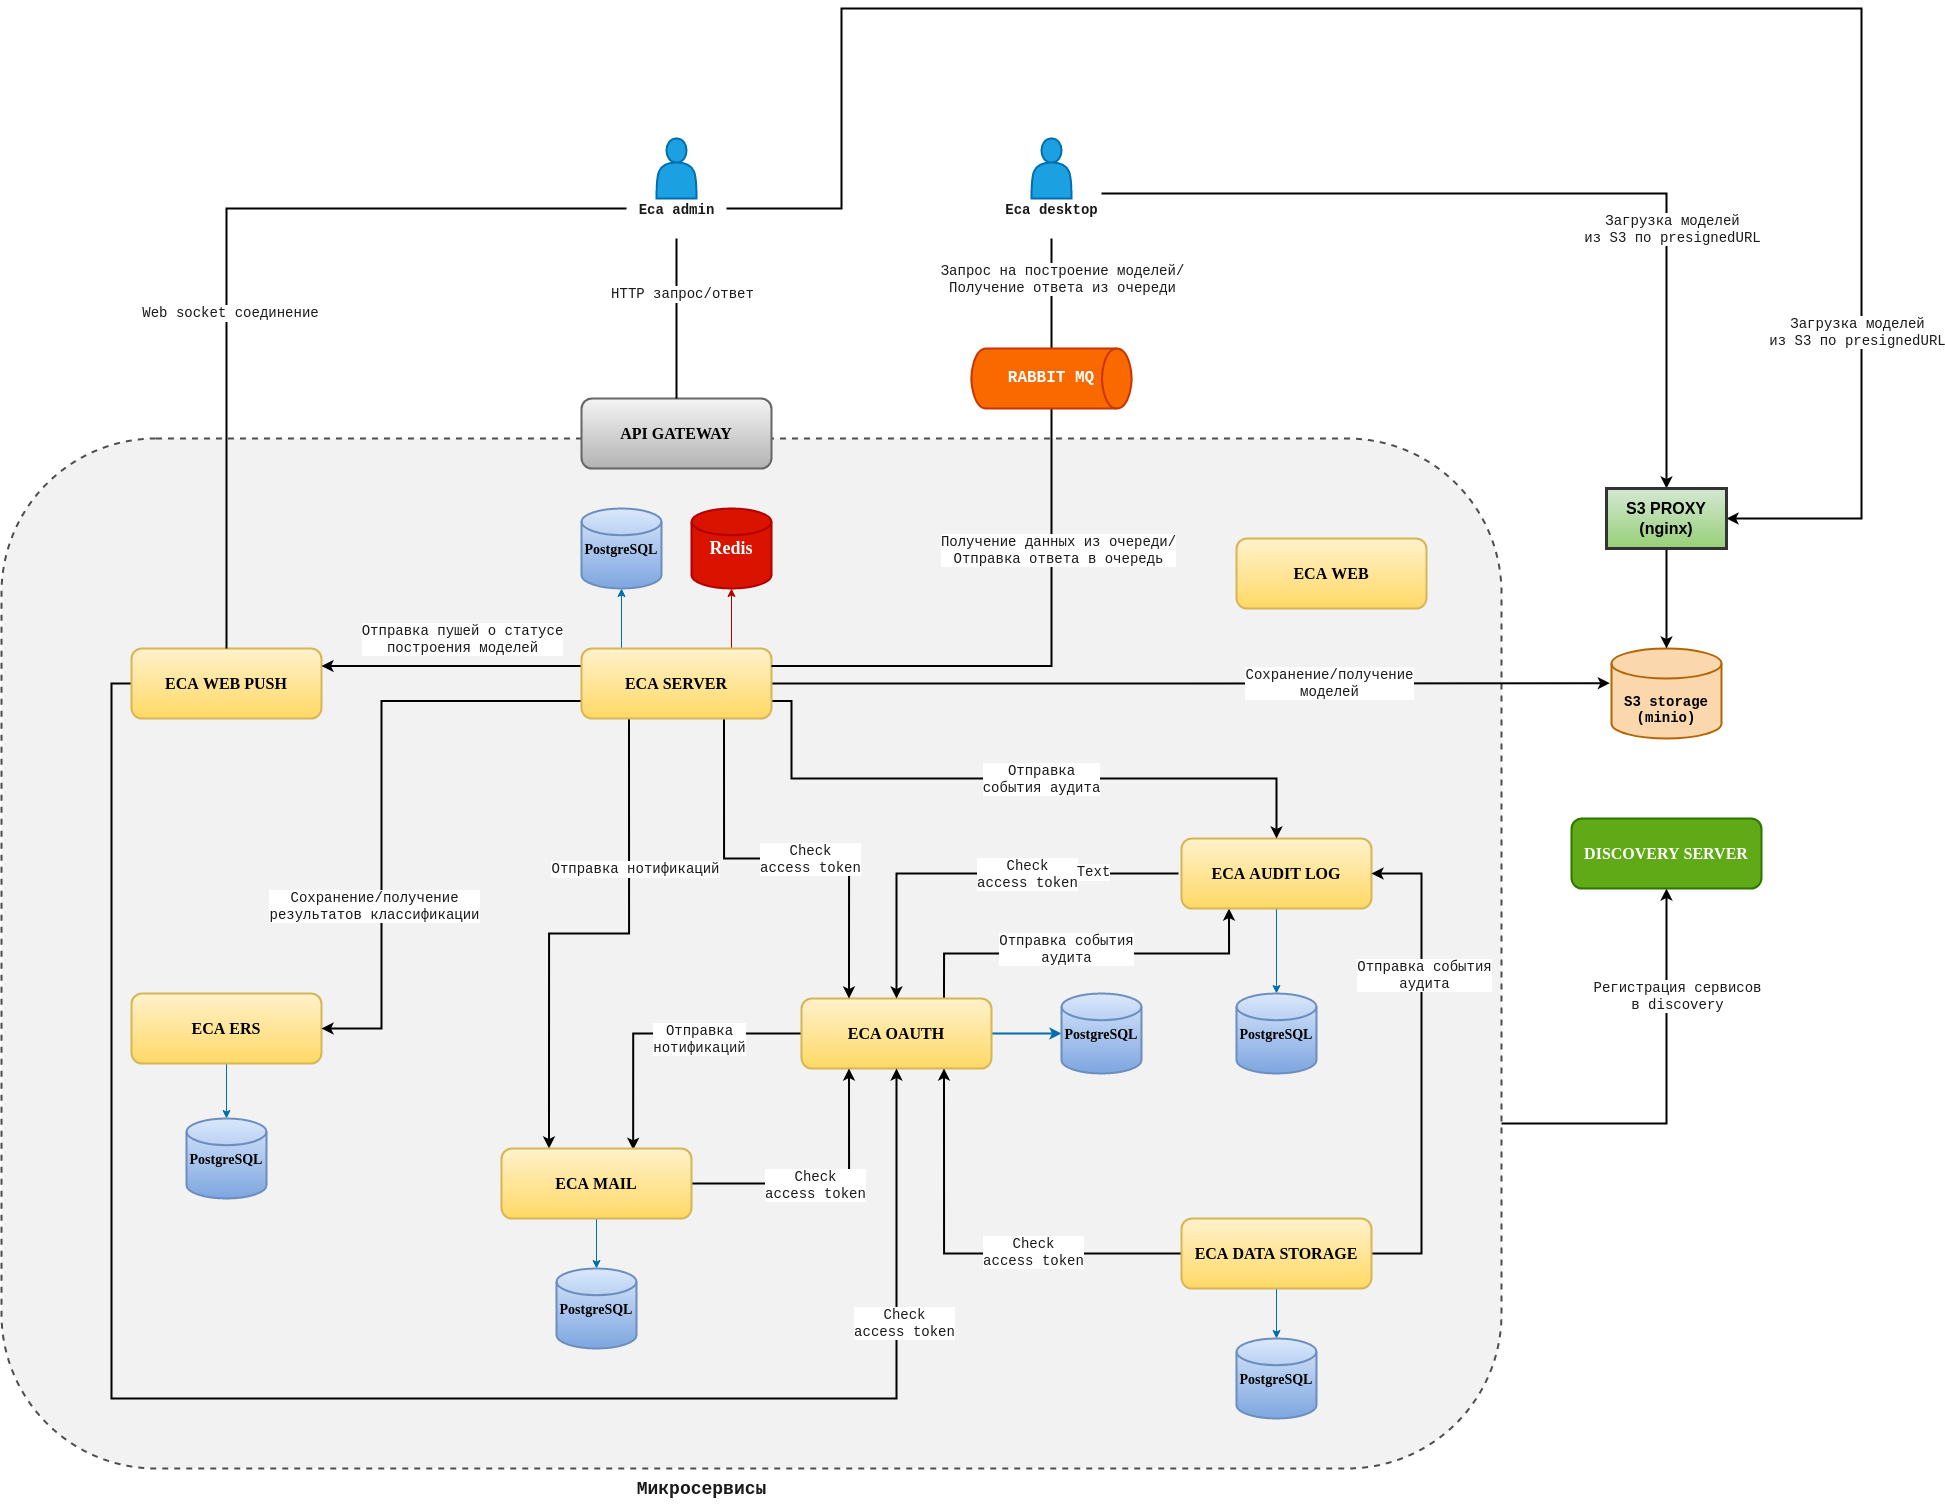 Eca admin
Eca desktop
Загрузка моделей
из S3 по presignedURL
Запрос на построение моделей/
Получение ответа из очереди
HTTP запрос/ответ
Web socket соединение
Загрузка моделей
из S3 по presignedURL
RABBIT MQ
API GATEWAY
S3 PROXY
(nginx)
PostgreSQL
Redis
Получение данных из очереди/
Отправка ответа в очередь
ECA WEB
Отправка пушей о статусе
построения моделей
ECA WEB PUSH
ECA SERVER
Сохранение/получение
моделей
S3 storage
(minio)
Отправка
события аудита
DISCOVERY SERVER
Check
access token
Отправка нотификаций
Check
access token
Text
ECA AUDIT LOG
Сохранение/получение
результатов классификации
Отправка события
аудита
Отправка события
аудита
Регистрация сервисов
в discovery
ECA ERS
Отправка
нотификаций
ECA OAUTH
PostgreSQL
PostgreSQL
PostgreSQL
ECA MAIL
Check
access token
Check
access token
ECA DATA STORAGE
PostgreSQL
Check
access token
PostgreSQL
Микросервисы